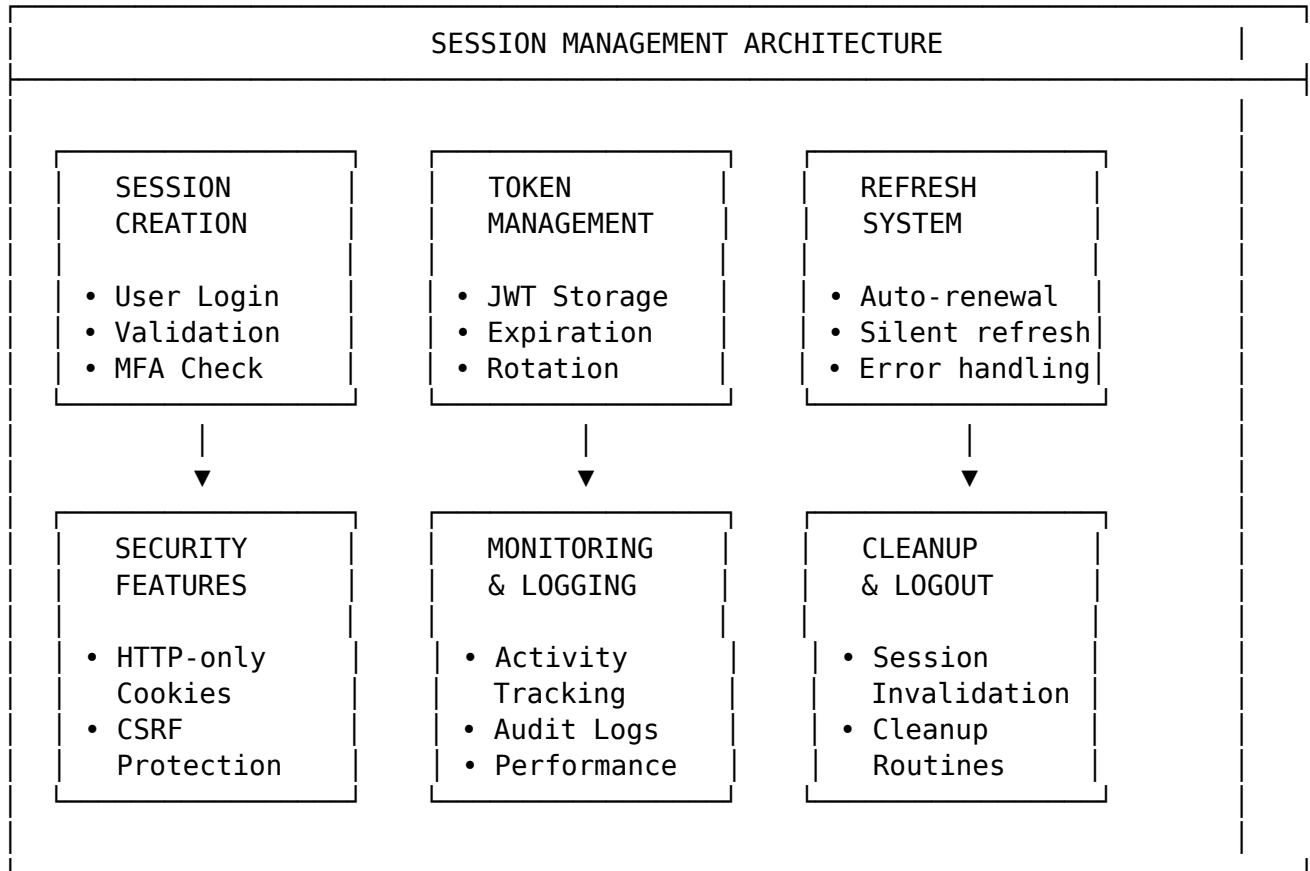 SESSION MANAGEMENT ARCHITECTURE
SESSION
CREATION
• User Login
• Validation
• MFA Check
TOKEN
MANAGEMENT
• JWT Storage
• Expiration
• Rotation
REFRESH
SYSTEM
• Auto-renewal
• Silent refresh
• Error handling
SECURITY
FEATURES
• HTTP-only
Cookies
• CSRF
Protection
MONITORING
& LOGGING
• Activity
Tracking
• Audit Logs
• Performance
CLEANUP
& LOGOUT
• Session
Invalidation
• Cleanup
Routines